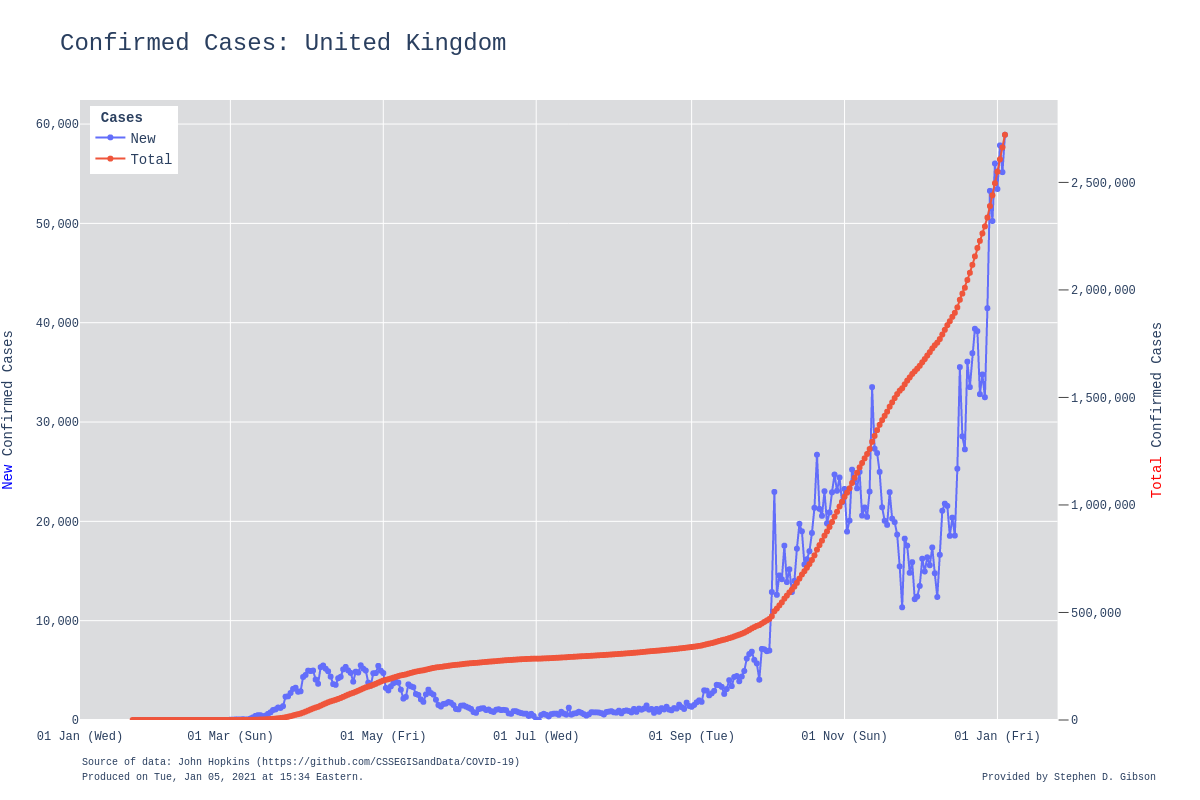 Confirmed Cases: United Kingdom
Cases
New
Total
60,000
50,000
40,000
30,000
20,000
10,000
0
2,500,000
2,000,000
1,500,000
1,000,000
500,000
0
New Confirmed Cases
Total Confirmed Cases
01 Jan (Wed)
01 Mar (Sun)
01 May (Fri)
01 Jul (Wed)
01 Sep (Tue)
01 Nov (Sun)
01 Jan (Fri)
Source of data: John Hopkins (https://github.com/CSSEGISandData/COVID-19)
Produced on Tue, Jan 05, 2021 at 15:34 Eastern.
Provided by Stephen D. Gibson